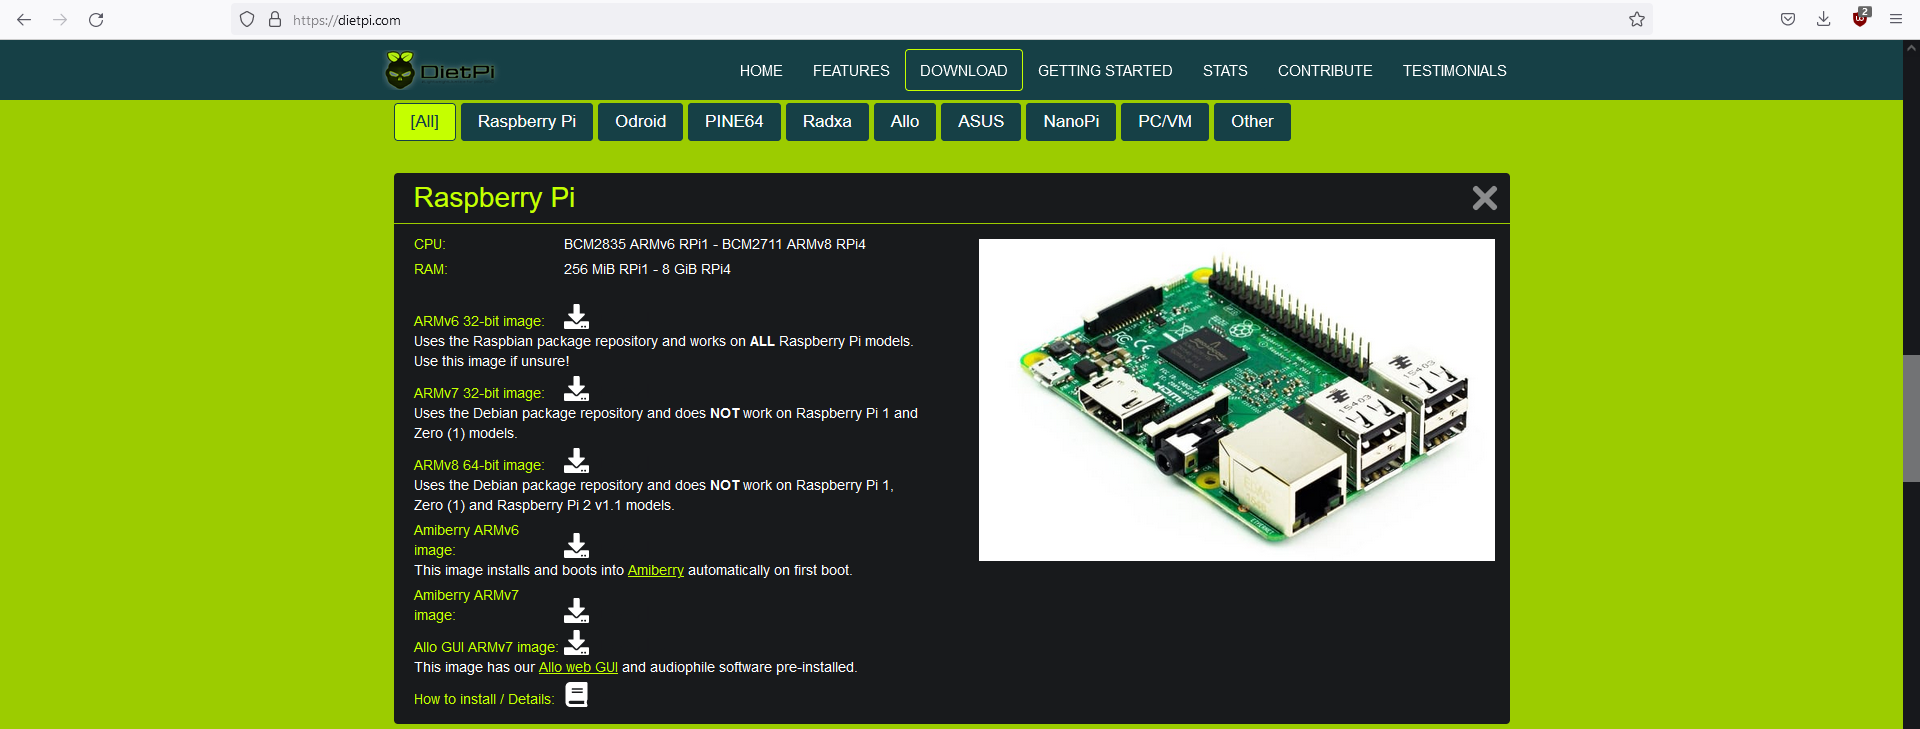 https://dietpi.com
2
DietPi
HOME FEATURES DOWNLOAD GETTING STARTED STATS CONTRIBUTE TESTIMONIALS
[All] Raspberry Pi Odroid PINE64 Radxa Allo ASUS NanoPi PC/VM Other
Raspberry Pi
CPU: BCM2835 ARMv6 RPi1 - BCM2711 ARMv8 RPi4
RAM: 256 MiB RPi1 - 8 GiB RPi4
ARMv6 32-bit image:
Uses the Raspbian package repository and works on ALL Raspberry Pi models.
Use this image if unsure!
ARMv7 32-bit image:
Uses the Debian package repository and does NOT work on Raspberry Pi 1 and
Zero (1) models.
ARMv8 64-bit image:
Uses the Debian package repository and does NOT work on Raspberry Pi 1,
Zero (1) and Raspberry Pi 2 v1.1 models.
Amiberry ARMv6
image:
This image installs and boots into Amiberry automatically on first boot.
Amiberry ARMv7
image:
Allo GUI ARMv7 image:
This image has our Allo web GUI and audiophile software pre-installed.
How to install / Details:
15403
15403
HDMI
ETHERNET